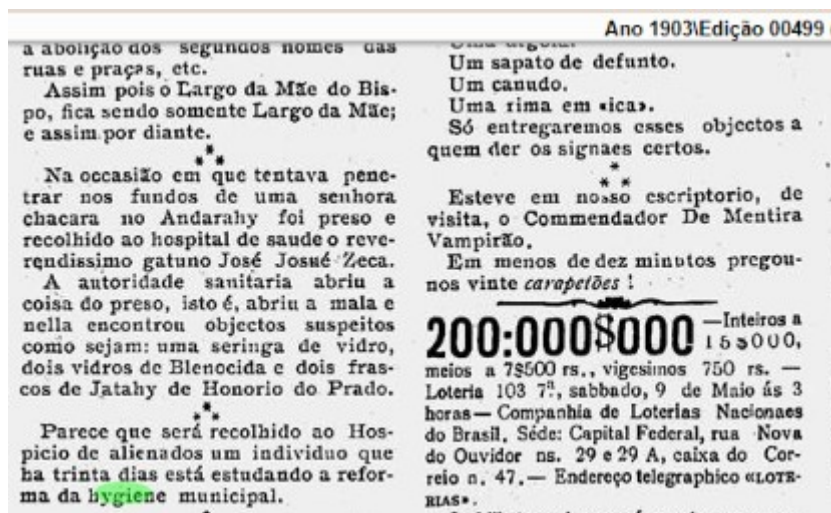 Ano 1903\Edição 00499
a abolição dos segundos nomes das
ruas e praças, etc.
Assim pois o Largo da Mãe do Bis-
po, fica sendo somente Largo da Mãe;
e assim por diante.
***
Na occasião em que tentava pene-
trar nos fundos de uma senhora
chacara no Andarahy foi preso e
recolhido ao hospital de saude o reve-
rendissimo gatuno José Josué Zeca.
A autoridade sanitaria abriu a
coisa do preso, isto é, abriu a mala e
nella encontrou objectos suspeitos
como sejam: uma seringa de vidro,
dois vidros de Blenocida e dois fras-
cos de Jatahy de Honorio do Prado.
***
Parece que será recolhido ao Hos-
picio de alienados um individuo que
ha trinta dias está estudando a refor-
ma da hygiene municipal.
Uma argola.
Um sapato de defunto.
Um canudo.
Uma rima em «ica».
Só entregaremos esses objectos a
quem der os signaes certos.
***
Esteve em nosso escriptorio, de
visita, o Commendador De Mentira
Vampirão.
Em menos de dez minutos pregou-
nos vinte carapetões !
200:000$000 —Inteiros a
15$000,
meios a 7$500 rs., vigesimos 750 rs. —
Loteria 103 7ª, sabbado, 9 de Maio ás 3
horas— Companhia de Loterias Nacionaes
do Brasil. Séde: Capital Federal, rua Nova
do Ouvidor ns. 29 e 29 A, caixa do Cor-
reio n. 47.— Endereço telegraphico «LOTE-
RIAS».